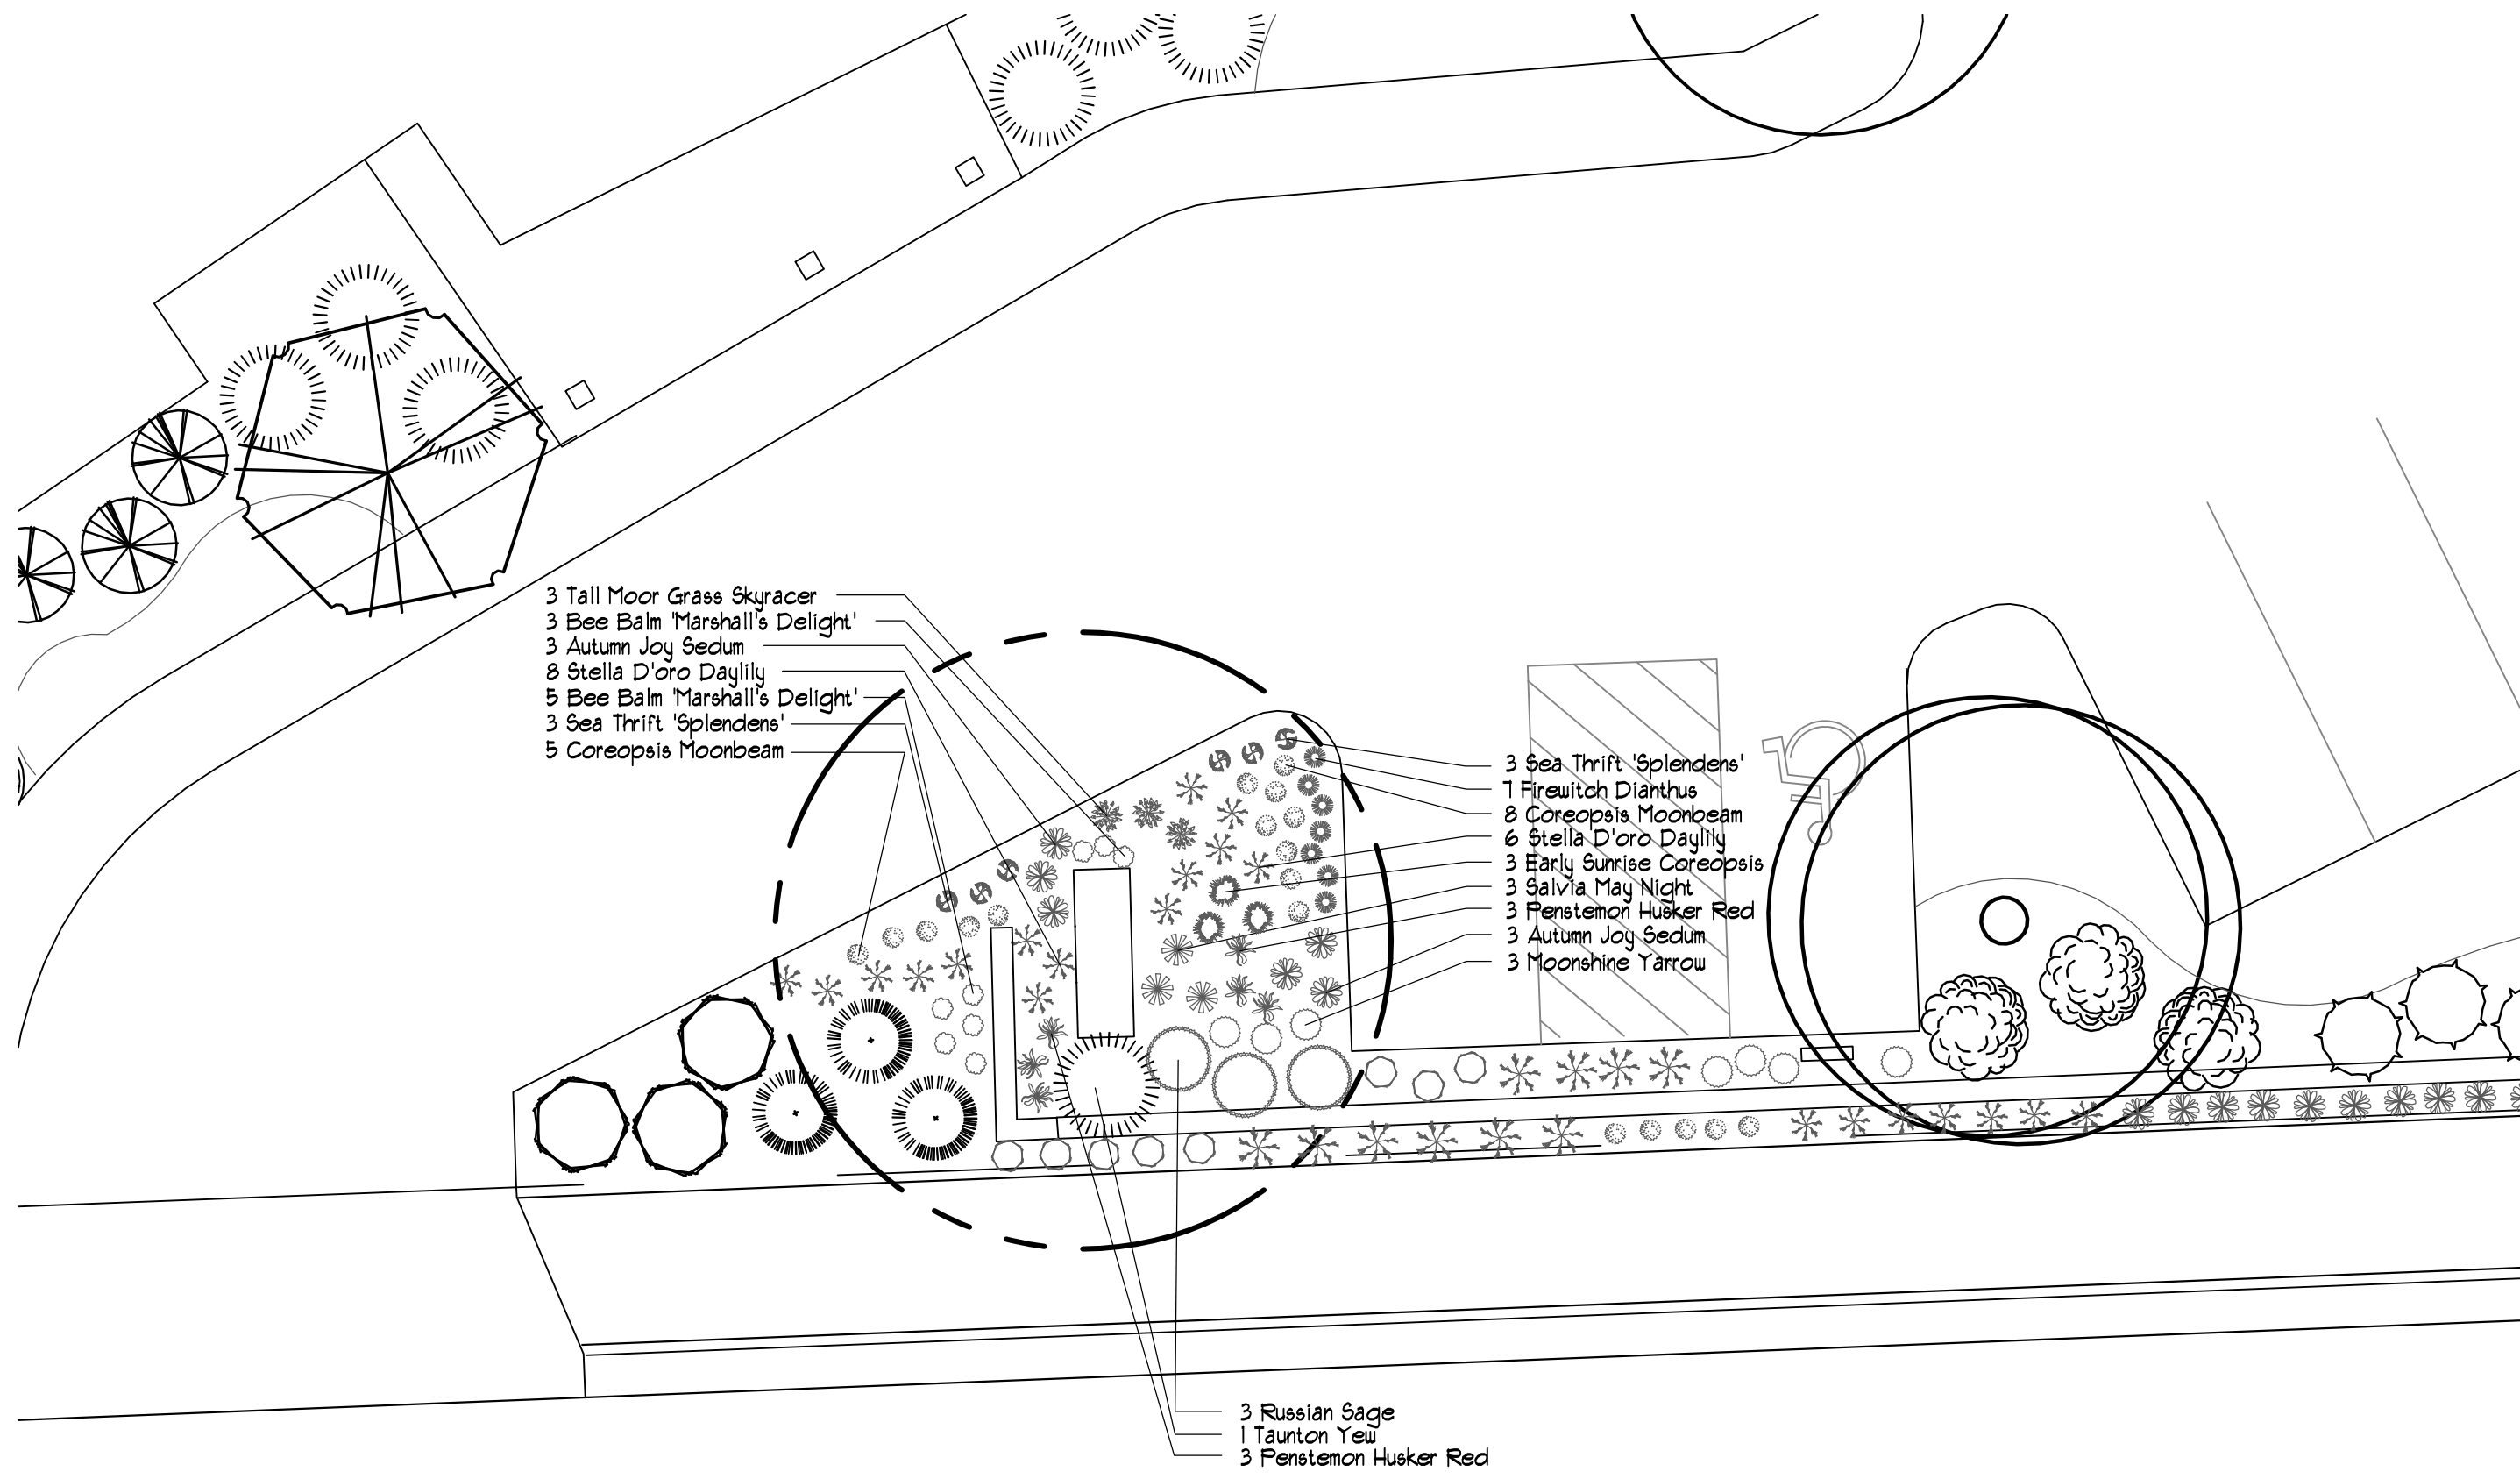 3 Tall Moor Grass Skyracer
3 Bee Balm 'Marshall's Delight'
3 Autumn Joy Sedum
8 Stella D'oro Daylily
5 Bee Balm 'Marshall's Delight'
3 Sea Thrift 'Splendens'
5 Coreopsis Moonbeam
3 Sea Thrift 'Splendens'
7 Firewitch Dianthus
8 Coreopsis Moonbeam
6 Stella D'oro Daylily
3 Early Sunrise Coreopsis
3 Salvia May Night
3 Penstemon Husker Red
3 Autumn Joy Sedum
3 Moonshine Yarrow
3 Russian Sage
1 Taunton Yew
3 Penstemon Husker Red